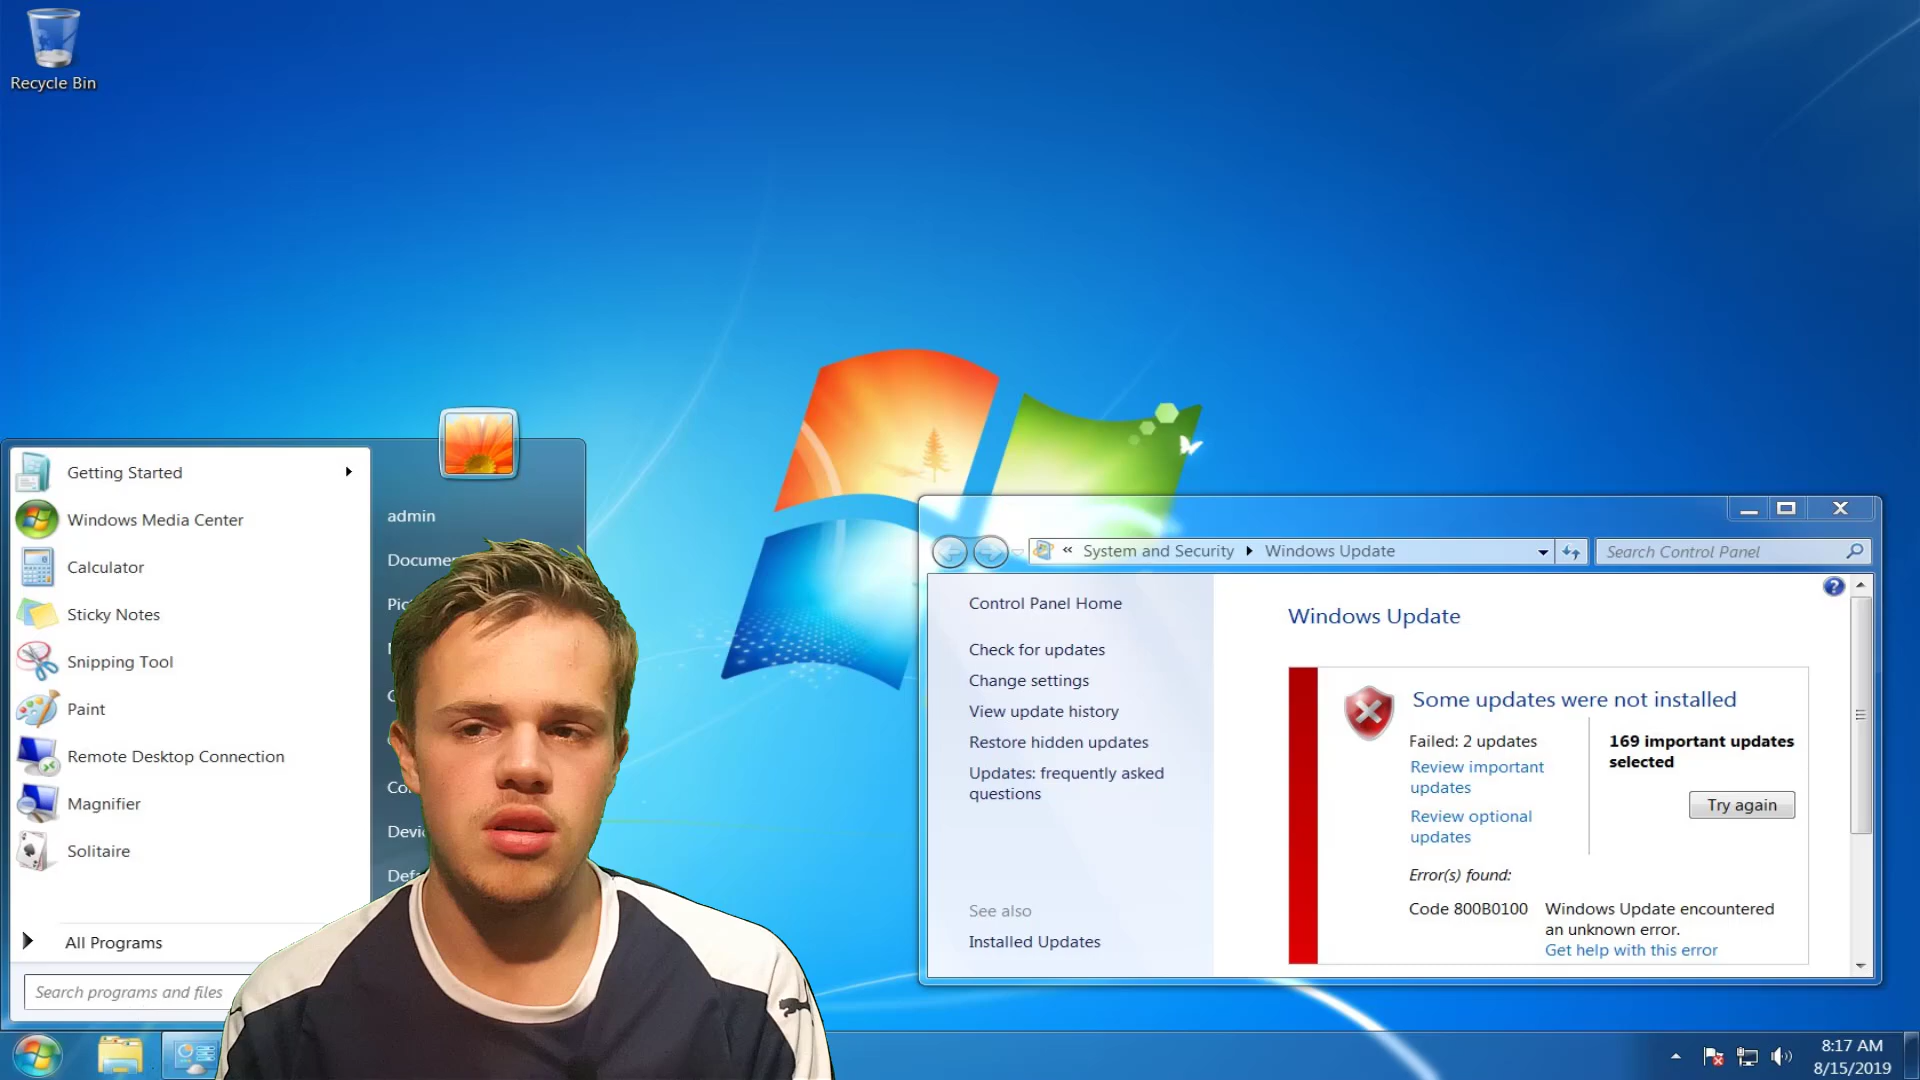 Recycle Bin
Getting Started
Windows Media Center
Calculator
Sticky Notes
Snipping Tool
Paint
Remote Desktop Connection
Magnifier
Solitaire
All Programs
Search programs and files
admin
System and Security
Windows Update
Search Control Panel
Control Panel Home
Check for updates
Change settings
View update history
Restore hidden updates
Updates: frequently asked
questions
See also
Installed Updates
Windows Update
Some updates were not installed
Failed: 2 updates
Review important
updates
Review optional
updates
169 important updates
selected
Try again
Error(s) found:
Code 800B0100
Windows Update encountered
an unknown error.
Get help with this error
8:17 AM
8/15/2019